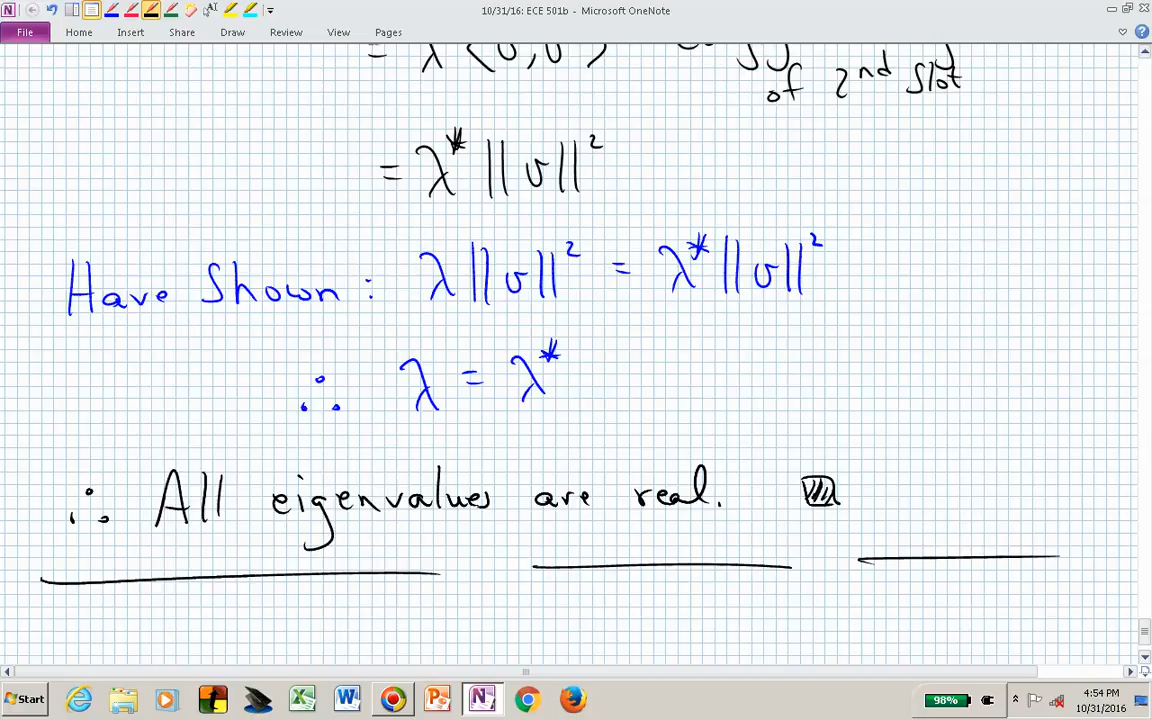 10/31/16: ECE 501b - Microsoft OneNote
File Home Insert Share Draw Review View Pages
= λ ⟨v, v⟩
of 2nd Slot
= λ* ||v||²
Have Shown: λ ||v||² = λ* ||v||²
∴ λ = λ*
∴ All eigenvalues are real.
Start 98% 4:54 PM
10/31/2016